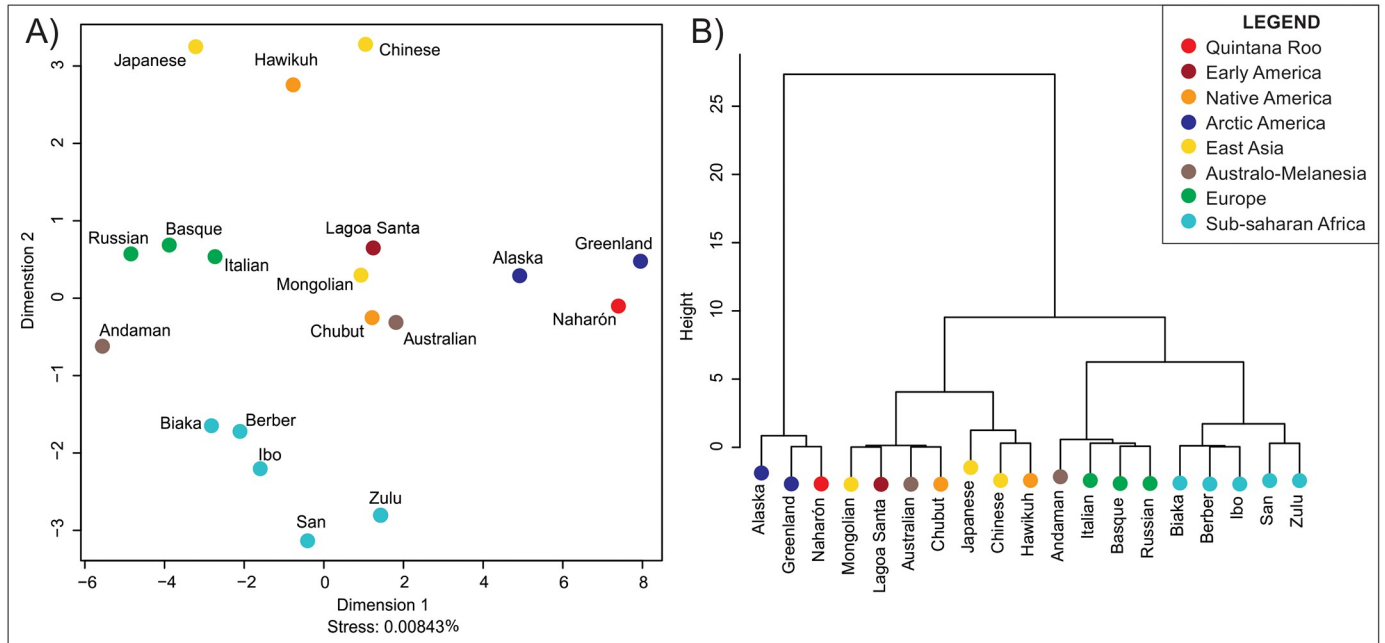 A)
Japanese
Chinese
Hawikuh
Russian
Basque
Italian
Lagoa Santa
Mongolian
Alaska
Greenland
Naharón
Chubut
Australian
Andaman
Biaka
Berber
Ibo
Zulu
San
3
2
1
0
−1
−2
−3
Dimenstion 2
−6 −4 −2 0 2 4 6 8
Dimension 1
Stress: 0.00843%
B)
25
20
15
10
5
0
Height
Alaska
Greenland
Naharón
Mongolian
Lagoa Santa
Australian
Chubut
Japanese
Chinese
Hawikuh
Andaman
Italian
Basque
Russian
Biaka
Berber
Ibo
San
Zulu
LEGEND
Quintana Roo
Early America
Native America
Arctic America
East Asia
Australo-Melanesia
Europe
Sub-saharan Africa